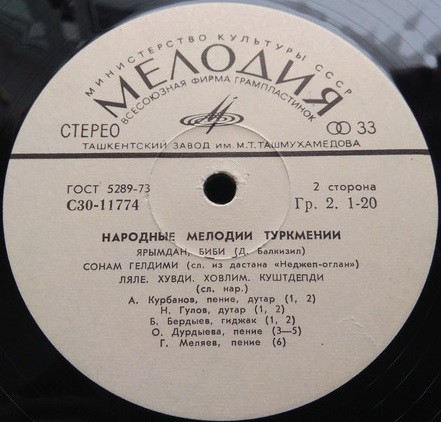 МИНИСТЕРСТВО КУЛЬТУРЫ СССР
МЕЛОДИЯ
ВСЕСОЮЗНАЯ ФИРМА ГРАМПЛАСТИНОК
СТЕРЕО
33
ТАШКЕНТСКИЙ ЗАВОД ИМ. М.Т. ТАШМУХАМЕДОВА
ГОСТ 5289-73
2 сторона
С30-11774
Гр. 2. 1-20
НАРОДНЫЕ МЕЛОДИИ ТУРКМЕНИИ
ЯРЫМДАН, БИБИ (Д. Балкизил)
СОНАМ ГЕЛДИМИ (сл. из дастана «Неджеп-оглан»)
ЛЯЛЕ. ХУВДИ. ХОВЛИМ. КУШТДЕПДИ
(сл. нар.)
А. Курбанов, пение, дутар (1, 2)
Н. Гулов, дутар (1, 2)
Б. Бердыев, гиджак (1, 2)
О. Дурдыева, пение (3—5)
Г. Меляев, пение (6)